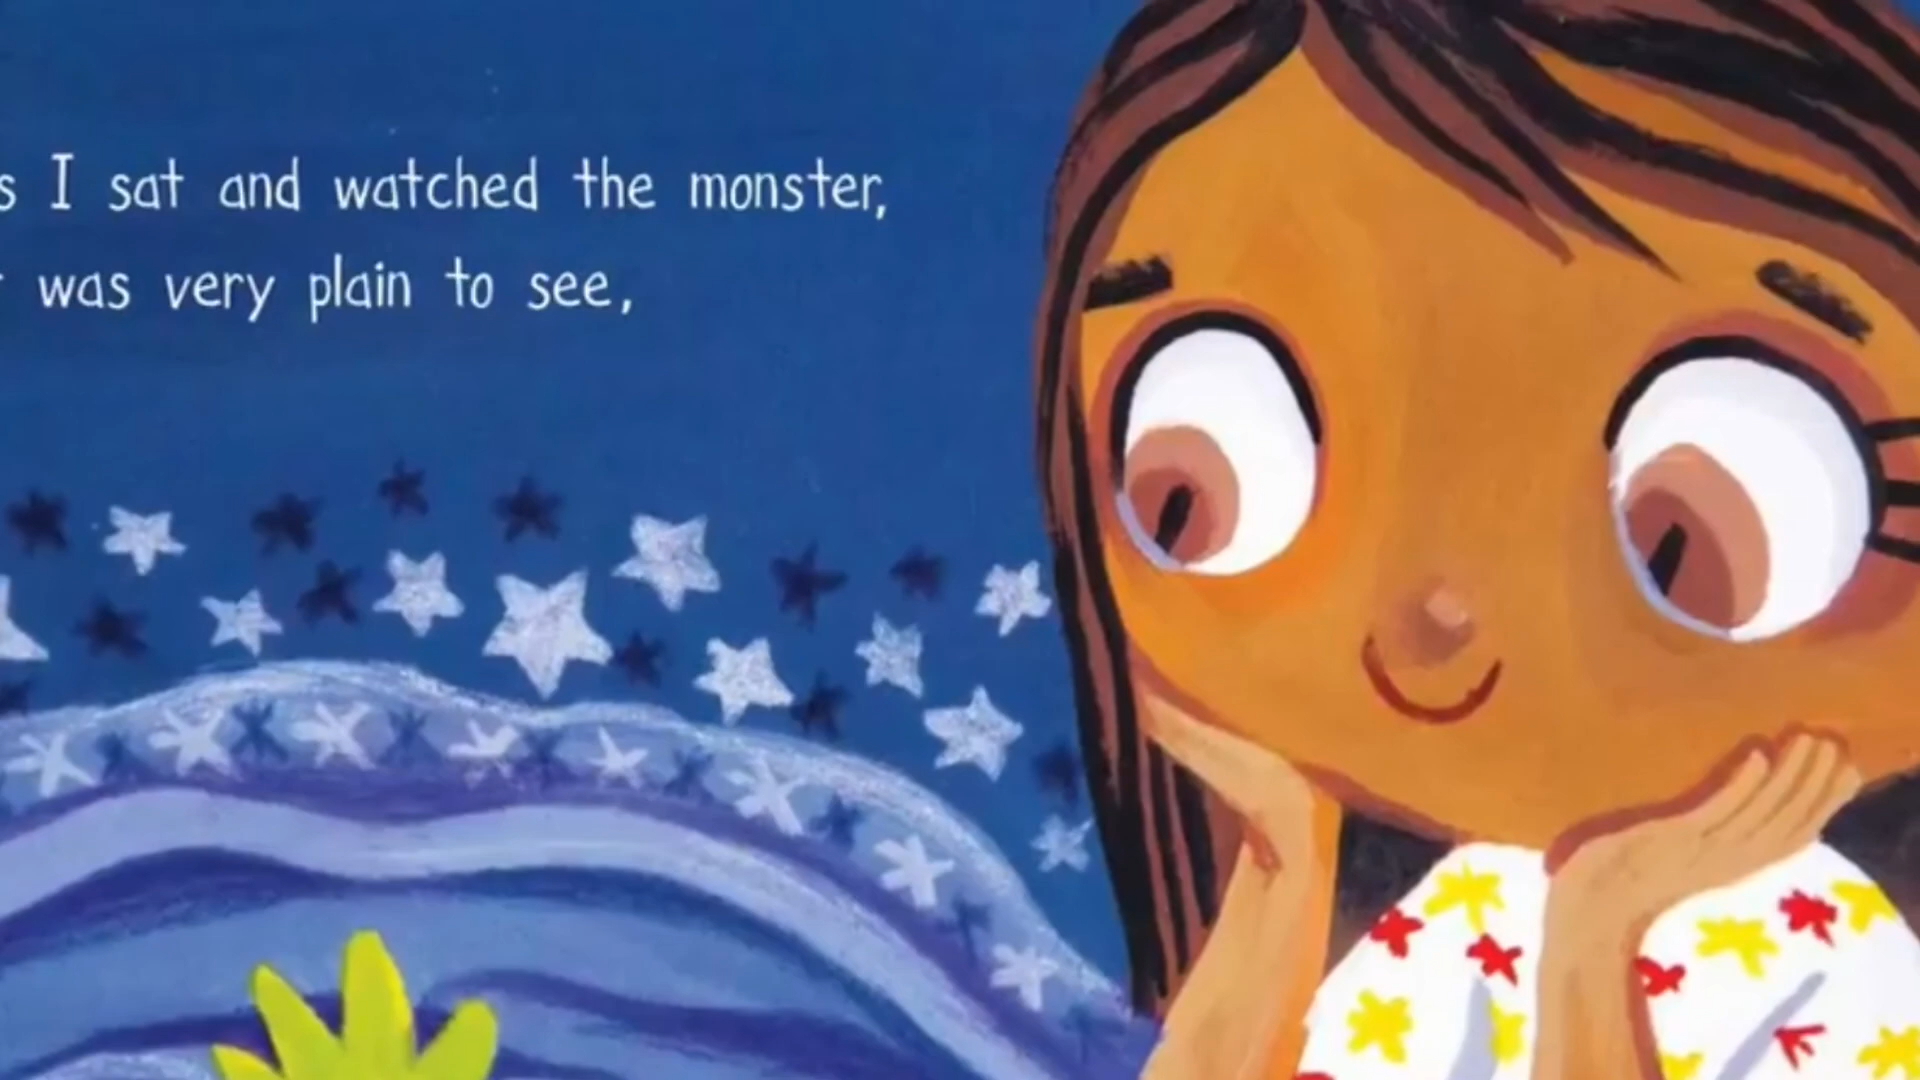 s I sat and watched the monster,
was very plain to see,